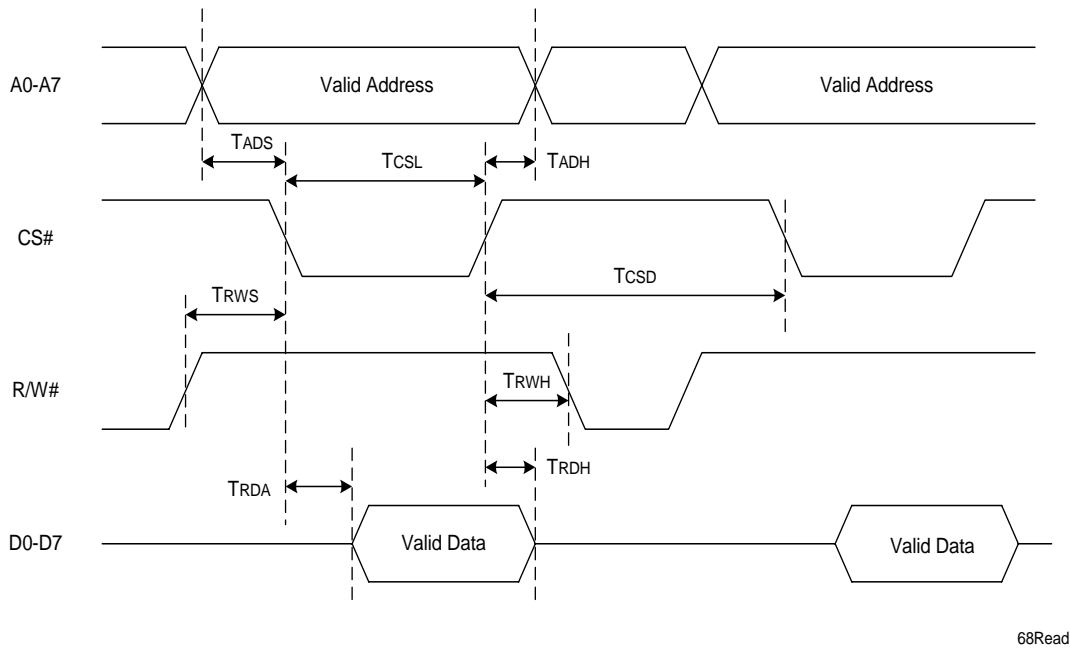 A0-A7
Valid Address
Valid Address
TADS
TCSL
TADH
CS#
TCSD
TRWS
R/W#
TRWH
TRDA
TRDH
D0-D7
Valid Data
Valid Data
68Read